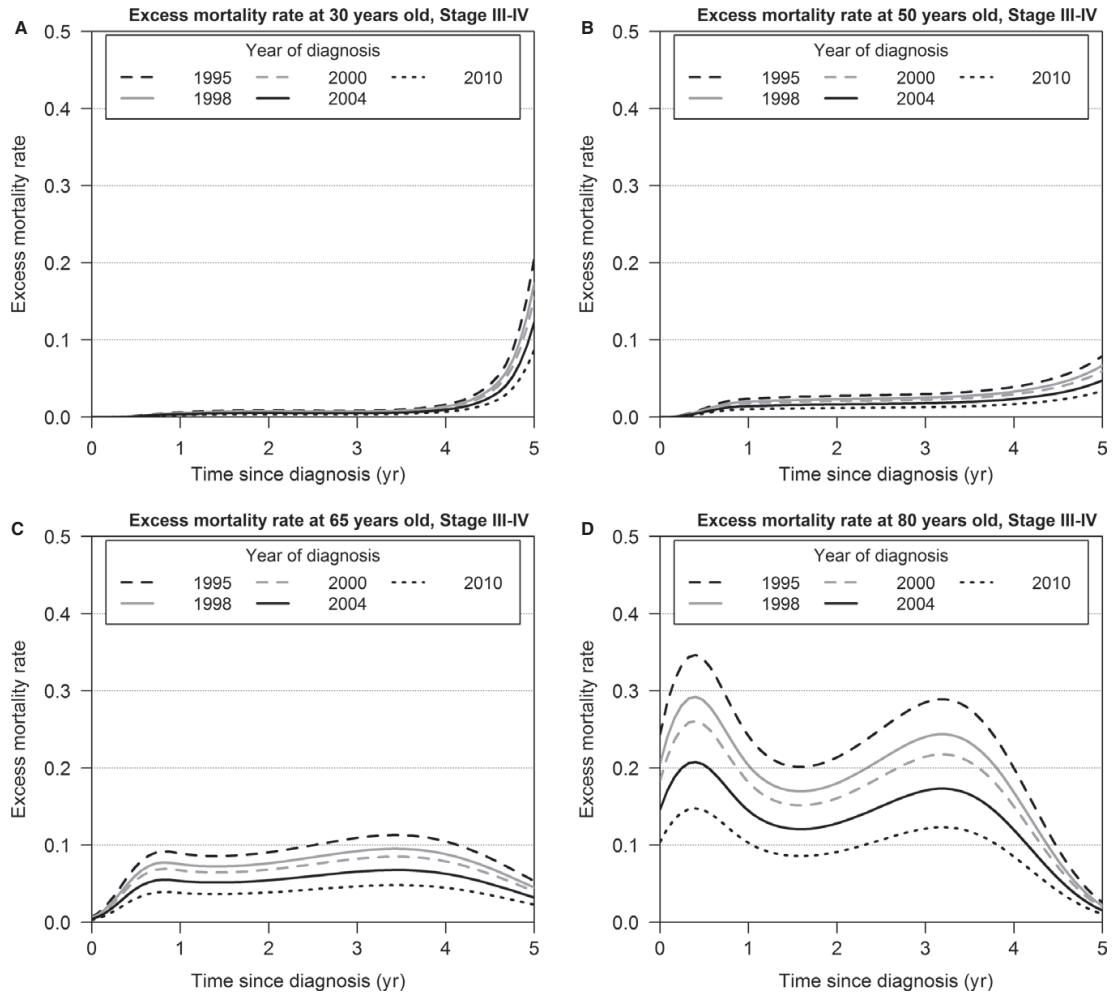 A
Excess mortality rate at 30 years old, Stage III-IV
Year of diagnosis
1995 2000 2010
1998 2004
0.5
0.4
0.3
0.2
0.1
0.0
Excess mortality rate
0 1 2 3 4 5
Time since diagnosis (yr)
B
Excess mortality rate at 50 years old, Stage III-IV
Year of diagnosis
1995 2000 2010
1998 2004
0.5
0.4
0.3
0.2
0.1
0.0
Excess mortality rate
0 1 2 3 4 5
Time since diagnosis (yr)
C
Excess mortality rate at 65 years old, Stage III-IV
Year of diagnosis
1995 2000 2010
1998 2004
0.5
0.4
0.3
0.2
0.1
0.0
Excess mortality rate
0 1 2 3 4 5
Time since diagnosis (yr)
D
Excess mortality rate at 80 years old, Stage III-IV
Year of diagnosis
1995 2000 2010
1998 2004
0.5
0.4
0.3
0.2
0.1
0.0
Excess mortality rate
0 1 2 3 4 5
Time since diagnosis (yr)